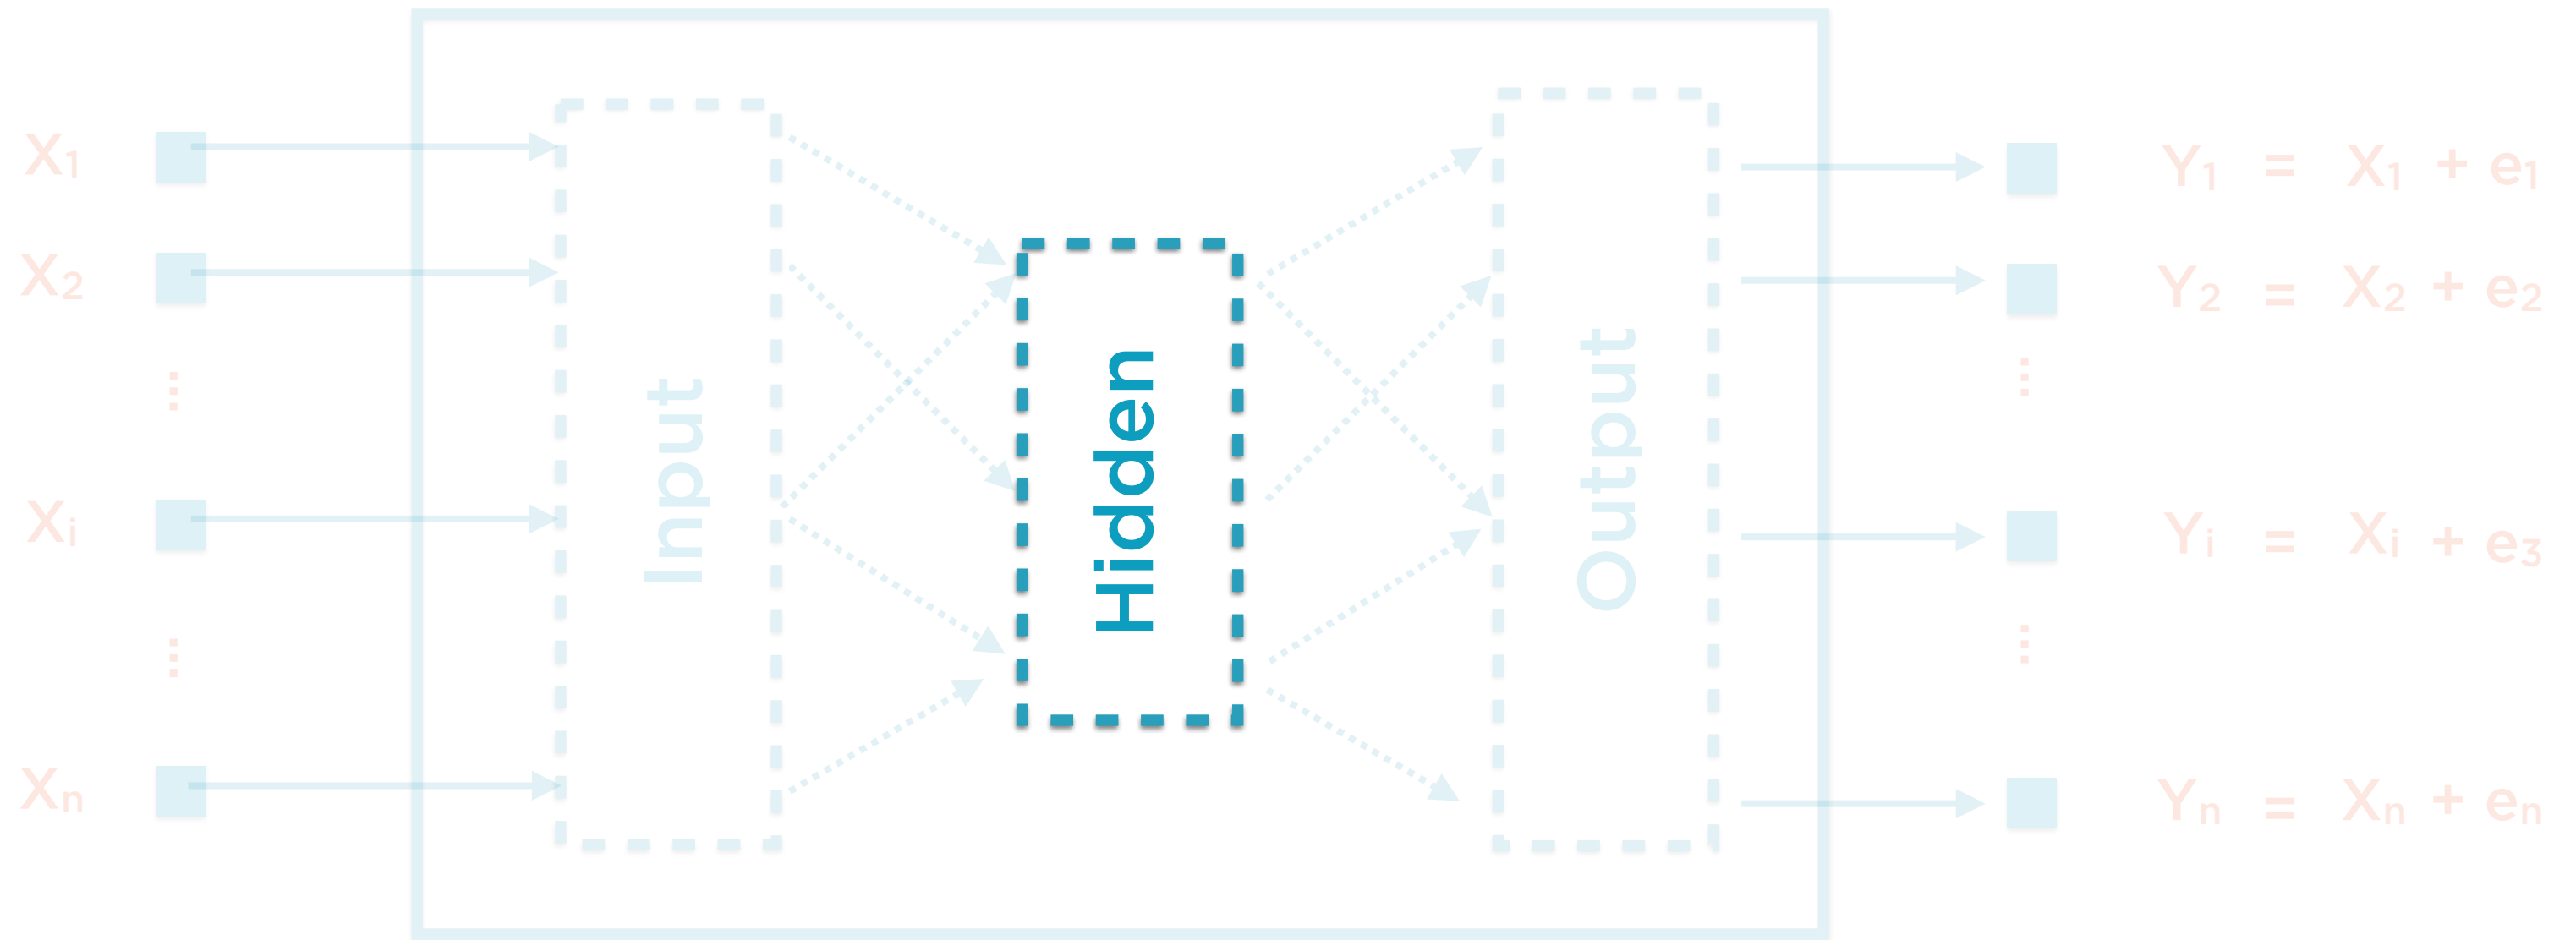 X1
Y1 = X1 + e1
X2
Y2 = X2 + e2
⋮
⋮
Input
Hidden
Output
Xi
Yi = Xi + e3
⋮
⋮
Xn
Yn = Xn + en